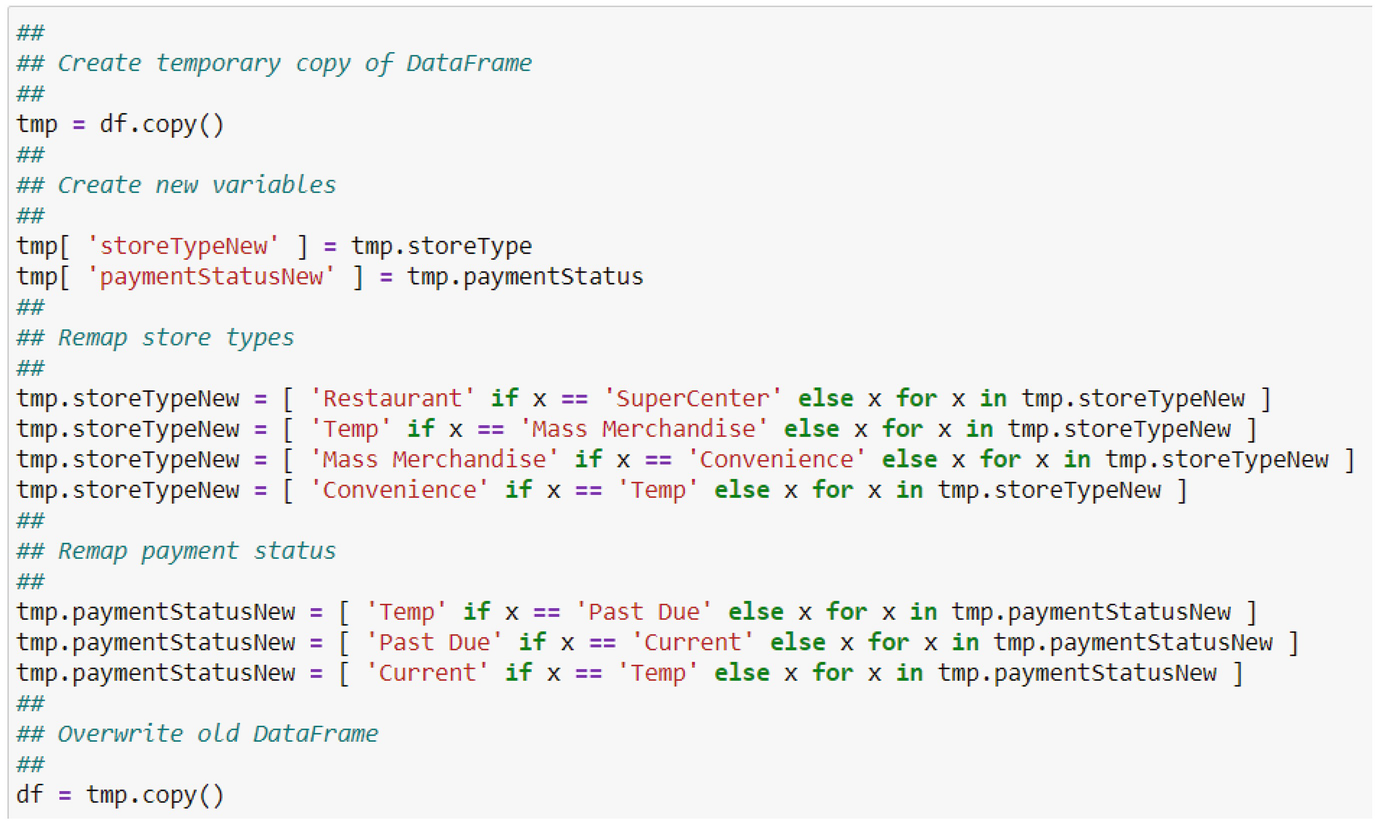 ##
## Create temporary copy of DataFrame
##
tmp = df.copy()
##
## Create new variables
##
tmp[ 'storeTypeNew' ] = tmp.storeType
tmp[ 'paymentStatusNew' ] = tmp.paymentStatus
##
## Remap store types
##
tmp.storeTypeNew = [ 'Restaurant' if x == 'SuperCenter' else x for x in tmp.storeTypeNew ]
tmp.storeTypeNew = [ 'Temp' if x == 'Mass Merchandise' else x for x in tmp.storeTypeNew ]
tmp.storeTypeNew = [ 'Mass Merchandise' if x == 'Convenience' else x for x in tmp.storeTypeNew ]
tmp.storeTypeNew = [ 'Convenience' if x == 'Temp' else x for x in tmp.storeTypeNew ]
##
## Remap payment status
##
tmp.paymentStatusNew = [ 'Temp' if x == 'Past Due' else x for x in tmp.paymentStatusNew ]
tmp.paymentStatusNew = [ 'Past Due' if x == 'Current' else x for x in tmp.paymentStatusNew ]
tmp.paymentStatusNew = [ 'Current' if x == 'Temp' else x for x in tmp.paymentStatusNew ]
##
## Overwrite old DataFrame
##
df = tmp.copy()